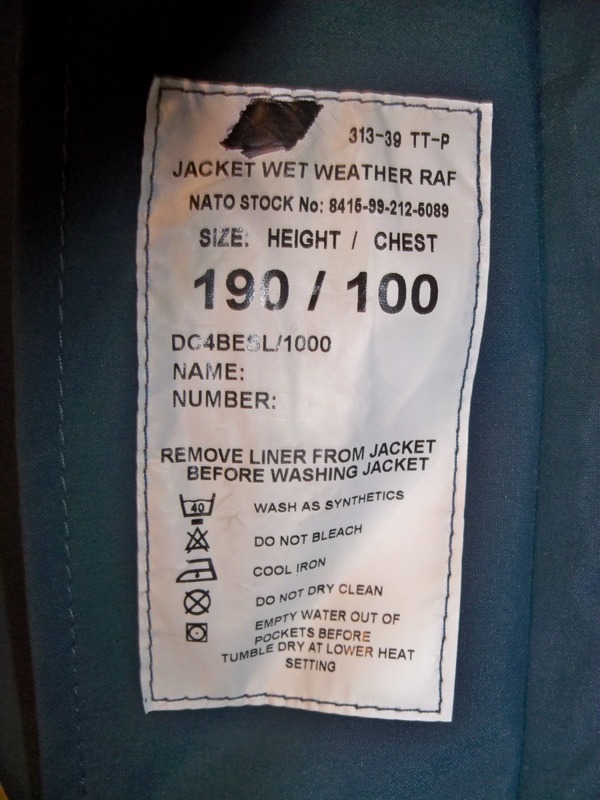 313-39 TT-P
JACKET WET WEATHER RAF
NATO STOCK No: 8415-99-212-5089
SIZE: HEIGHT / CHEST
190 / 100
DC4BESL/1000
NAME:
NUMBER:
REMOVE LINER FROM JACKET
BEFORE WASHING JACKET
40 WASH AS SYNTHETICS
DO NOT BLEACH
COOL IRON
DO NOT DRY CLEAN
EMPTY WATER OUT OF
POCKETS BEFORE
TUMBLE DRY AT LOWER HEAT
SETTING